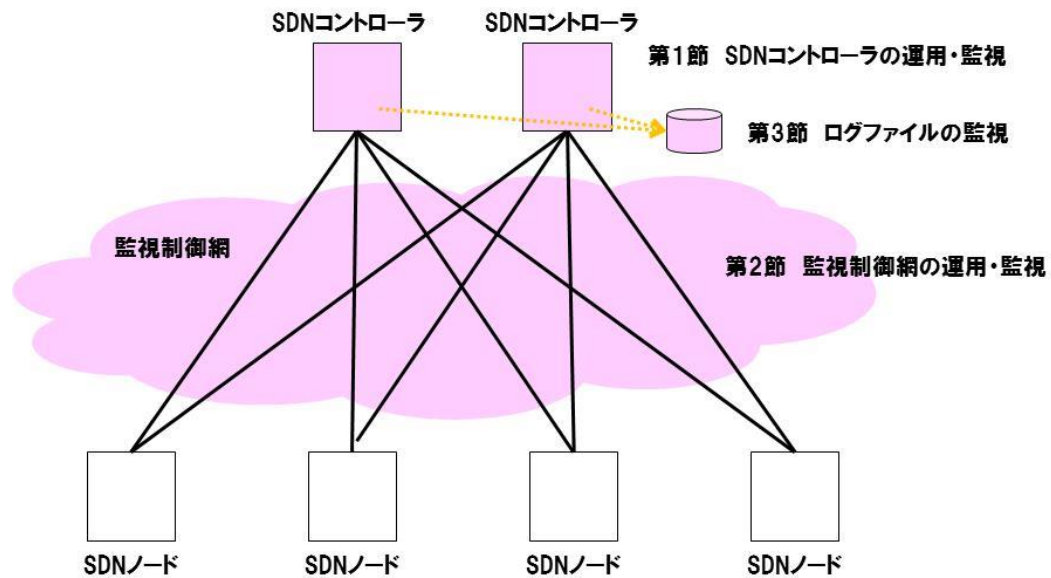 SDNコントローラ
SDNコントローラ
第1節 SDNコントローラの運用・監視
第3節 ログファイルの監視
監視制御網
第2節 監視制御網の運用・監視
SDNノード
SDNノード
SDNノード
SDNノード